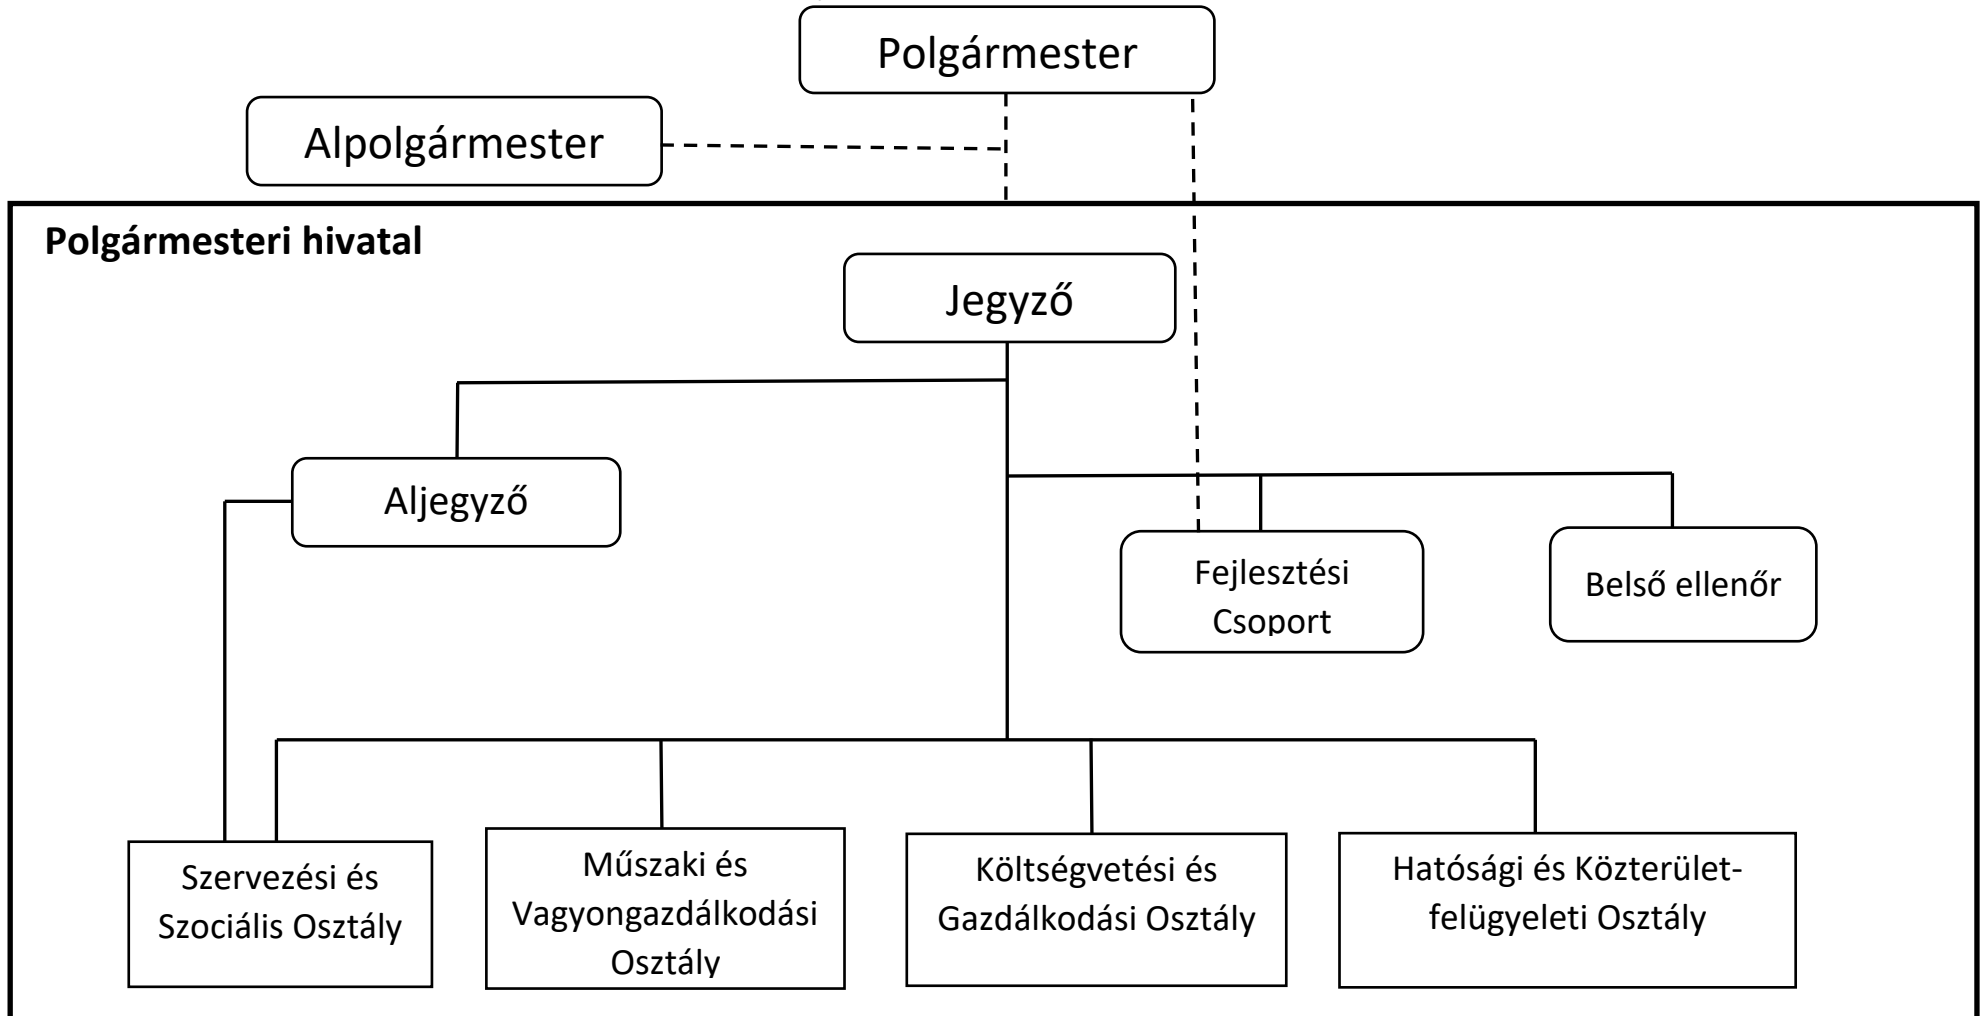 Polgármester
Alpolgármester
Polgármesteri hivatal
Jegyző
Aljegyző
Fejlesztési
Csoport
Belső ellenőr
Szervezési és
Szociális Osztály
Műszaki és
Vagyongazdálkodási
Osztály
Költségvetési és
Gazdálkodási Osztály
Hatósági és Közterület-
felügyeleti Osztály